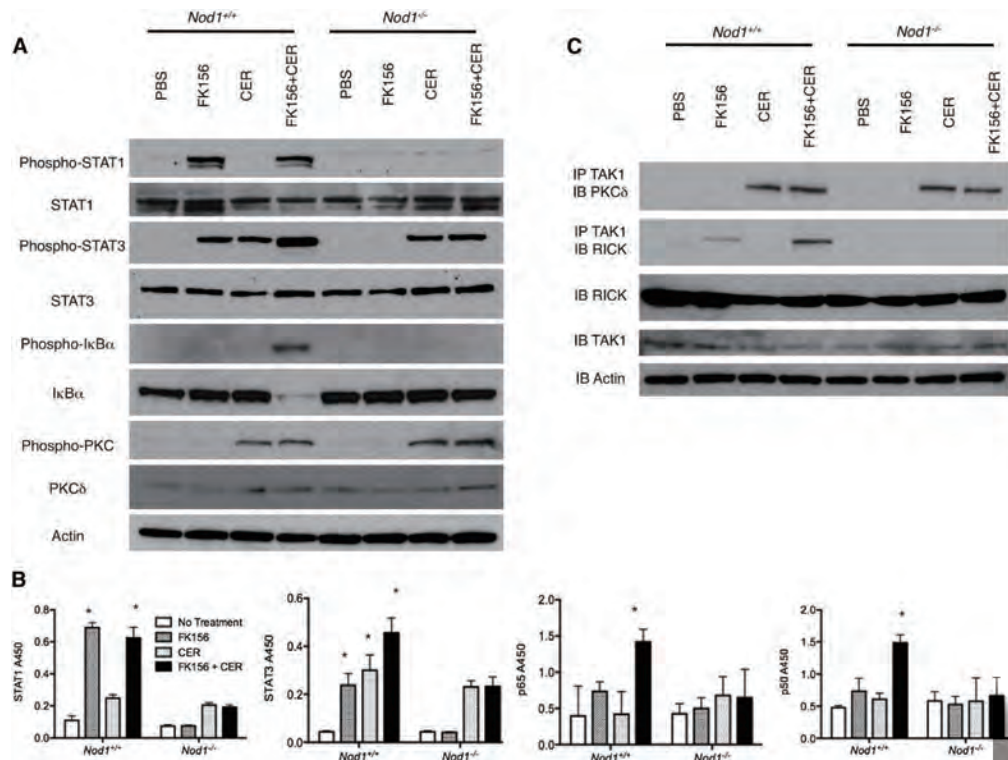 A
Nod1+/+
Nod1-/-
PBS
FK156
CER
FK156+CER
PBS
FK156
CER
FK156+CER
Phospho-STAT1
STAT1
Phospho-STAT3
STAT3
Phospho-IκBα
IκBα
Phospho-PKC
PKCδ
Actin
C
Nod1+/+
Nod1-/-
PBS
FK156
CER
FK156+CER
PBS
FK156
CER
FK156+CER
IP TAK1
IB PKCδ
IP TAK1
IB RICK
IB RICK
IB TAK1
IB Actin
B
STAT1 A450
0.8
0.6
0.4
0.2
0.0
*
*
Nod1+/+
Nod1-/-
No Treatment
FK156
CER
FK156 + CER
STAT3 A450
0.6
0.4
0.2
0.0
*
*
*
Nod1+/+
Nod1-/-
p65 A450
2.0
1.5
1.0
0.5
0.0
*
Nod1+/+
Nod1-/-
p50 A450
2.0
1.5
1.0
0.5
0.0
*
Nod1+/+
Nod1-/-